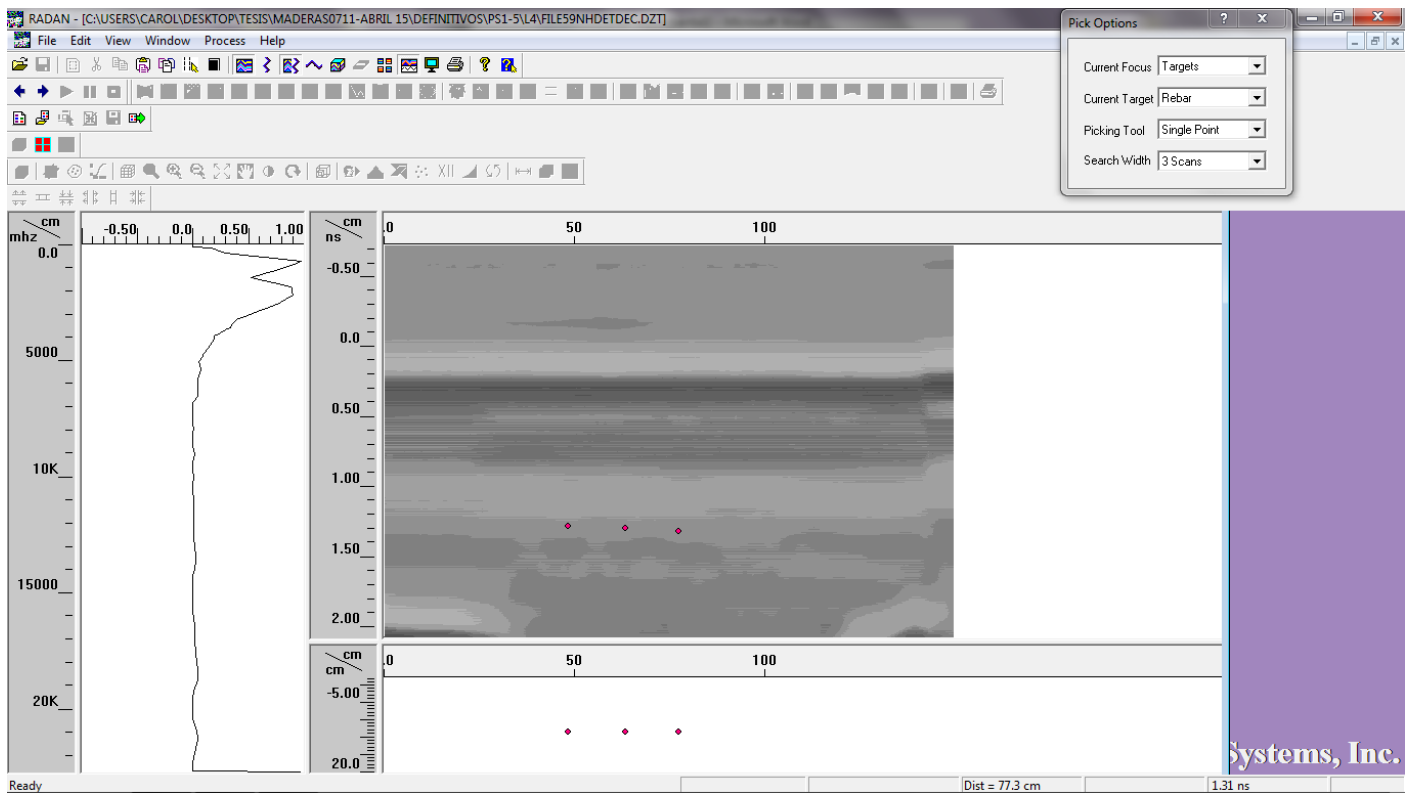 RADAN - [C:\USERS\CAROL\DESKTOP\TESIS\MADERAS0711-ABRIL 15\DEFINITIVOS\PS1-5\L4\FILE59NHDETDEC.DZT]
File Edit View Window Process Help
Pick Options
Current Focus Targets
Current Target Rebar
Picking Tool Single Point
Search Width 3 Scans
cm
mhz
-0.50 0.0 0.50 1.00
0.0
5000
10K
15000
20K
cm
ns
.0 50 100
-0.50
0.0
0.50
1.00
1.50
2.00
cm
cm
.0 50 100
-5.00
20.0
Systems, Inc.
Ready Dist = 77.3 cm 1.31 ns